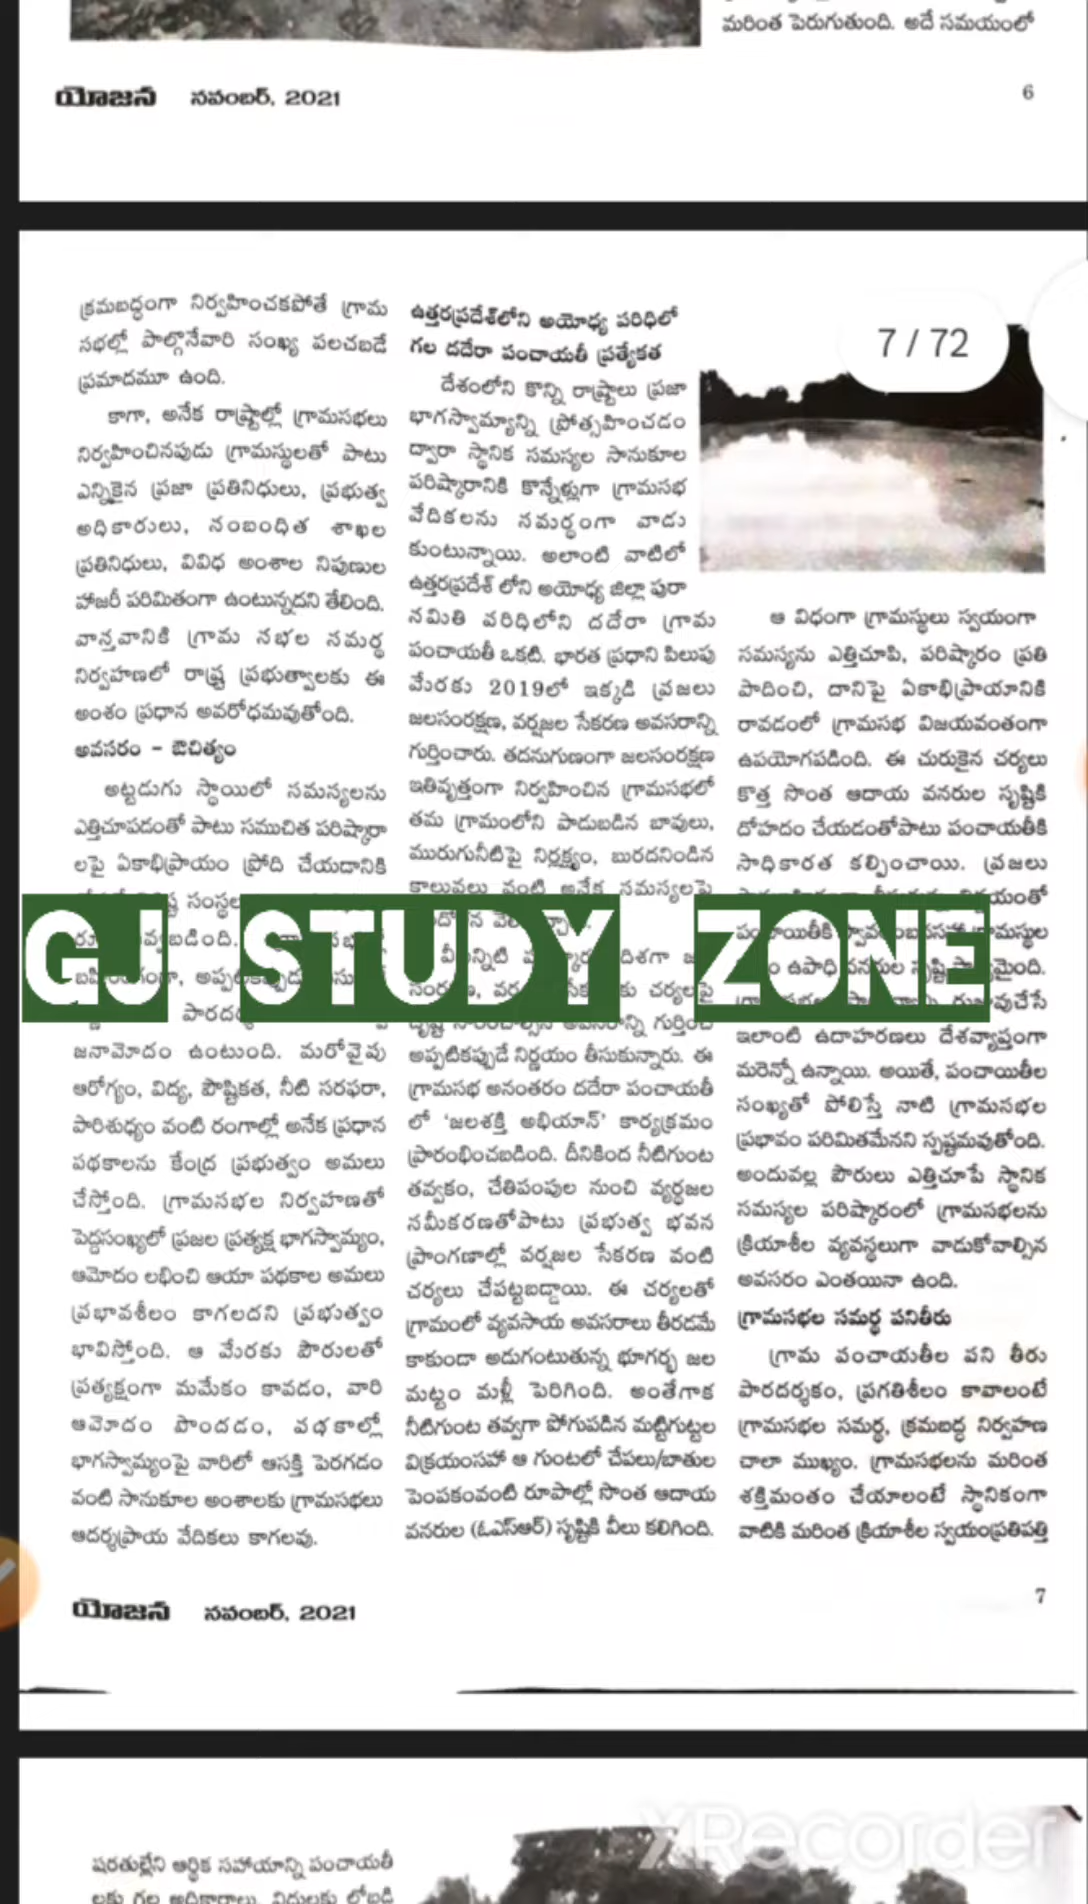 మరింత పెరుగుతుంది. అదే సమయంలో
యోజన నవంబర్, 2021
6
7 / 72
క్రమబద్ధంగా నిర్వహించకపోతే గ్రామ
సభల్లో పాల్గొనేవారి సంఖ్య పలచబడే
ప్రమాదమూ ఉంది.
కాగా, అనేక రాష్ట్రాల్లో గ్రామసభలు
నిర్వహించినపుడు గ్రామస్థులతో పాటు
ఎన్నికైన ప్రజా ప్రతినిధులు, ప్రభుత్వ
అధికారులు, సంబంధిత శాఖల
ప్రతినిధులు, వివిధ అంశాల నిపుణుల
హాజరీ పరిమితంగా ఉంటున్నదని తేలింది.
వాస్తవానికి గ్రామ సభల సమర్థ
నిర్వహణలో రాష్ట్ర ప్రభుత్వాలకు ఈ
అంశం ప్రధాన అవరోధమవుతోంది.
అవసరం - ఔచిత్యం
అట్టడుగు స్థాయిలో సమస్యలను
ఎత్తిచూపడంతో పాటు సముచిత పరిష్కారా
లపై ఏకాభిప్రాయం ప్రోది చేయడానికి
జనామోదం ఉంటుంది. మరోవైపు
ఆరోగ్యం, విద్య, పౌష్టికత, నీటి సరఫరా,
పారిశుధ్యం వంటి రంగాల్లో అనేక ప్రధాన
పథకాలను కేంద్ర ప్రభుత్వం అమలు
చేస్తోంది. గ్రామసభల నిర్వహణతో
పెద్దసంఖ్యలో ప్రజల ప్రత్యక్ష భాగస్వామ్యం,
ఆమోదం లభించి ఆయా పథకాల అమలు
ప్రభావశీలం కాగలదని ప్రభుత్వం
భావిస్తోంది. ఆ మేరకు పౌరులతో
ప్రత్యక్షంగా మమేకం కావడం, వారి
ఆమోదం పొందడం, పథకాల్లో
భాగస్వామ్యంపై వారిలో ఆసక్తి పెరగడం
వంటి సానుకూల అంశాలకు గ్రామసభలు
ఆదర్శప్రాయ వేదికలు కాగలవు.
ఉత్తరప్రదేశ్‌లోని అయోధ్య పరిధిలో
గల దదేరా పంచాయతీ ప్రత్యేకత
దేశంలోని కొన్ని రాష్ట్రాలు ప్రజా
భాగస్వామ్యాన్ని ప్రోత్సహించడం
ద్వారా స్థానిక సమస్యల సానుకూల
పరిష్కారానికి కొన్నేళ్లుగా గ్రామసభ
వేదికలను సమర్థంగా వాడు
కుంటున్నాయి. అలాంటి వాటిలో
ఉత్తరప్రదేశ్ లోని అయోధ్య జిల్లా పురా
సమితి పరిధిలోని దదేరా గ్రామ
పంచాయతీ ఒకటి. భారత ప్రధాని పిలుపు
మేరకు 2019లో ఇక్కడి ప్రజలు
జలసంరక్షణ, వర్షజల సేకరణ అవసరాన్ని
గుర్తించారు. తదనుగుణంగా జలసంరక్షణ
ఇతివృత్తంగా నిర్వహించిన గ్రామసభలో
తమ గ్రామంలోని పాడుబడిన బావులు,
మురుగునీటిపై నిర్లక్ష్యం, బురదనిండిన
కాలువలు వంటి అనేక సమస్యలపై
GJ STUDY ZONE
అప్పటికప్పుడే నిర్ణయం తీసుకున్నారు. ఈ
గ్రామసభ అనంతరం దదేరా పంచాయతీ
లో 'జలశక్తి అభియాన్' కార్యక్రమం
ప్రారంభించబడింది. దీనికింద నీటిగుంట
తవ్వకం, చేతిపంపుల నుంచి వ్యర్థజల
సమీకరణతోపాటు ప్రభుత్వ భవన
ప్రాంగణాల్లో వర్షజల సేకరణ వంటి
చర్యలు చేపట్టబడ్డాయి. ఈ చర్యలతో
గ్రామంలో వ్యవసాయ అవసరాలు తీరడమే
కాకుండా అడుగంటుతున్న భూగర్భ జల
మట్టం మళ్లీ పెరిగింది. అంతేగాక
నీటిగుంట తవ్వగా పోగుపడిన మట్టిగుట్టల
విక్రయంసహా ఆ గుంటలో చేపలు/బాతుల
పెంపకంవంటి రూపాల్లో సొంత ఆదాయ
వనరుల (ఓఎస్ఆర్) సృష్టికి వీలు కలిగింది.
ఆ విధంగా గ్రామస్తులు స్వయంగా
సమస్యను ఎత్తిచూపి, పరిష్కారం ప్రతి
పాదించి, దానిపై ఏకాభిప్రాయానికి
రావడంలో గ్రామసభ విజయవంతంగా
ఉపయోగపడింది. ఈ చురుకైన చర్యలు
కొత్త సొంత ఆదాయ వనరుల సృష్టికి
దోహదం చేయడంతోపాటు పంచాయతీకి
సాధికారత కల్పించాయి. ప్రజలు
ఇలాంటి ఉదాహరణలు దేశవ్యాప్తంగా
మరెన్నో ఉన్నాయి. అయితే, పంచాయితీల
సంఖ్యతో పోలిస్తే నాటి గ్రామసభల
ప్రభావం పరిమితమేనని స్పష్టమవుతోంది.
అందువల్ల పౌరులు ఎత్తిచూపే స్థానిక
సమస్యల పరిష్కారంలో గ్రామసభలను
క్రియాశీల వ్యవస్థలుగా వాడుకోవాల్సిన
అవసరం ఎంతయినా ఉంది.
గ్రామసభల సమర్థ పనితీరు
గ్రామ పంచాయతీల పని తీరు
పారదర్శకం, ప్రగతిశీలం కావాలంటే
గ్రామసభల సమర్థ, క్రమబద్ధ నిర్వహణ
చాలా ముఖ్యం. గ్రామసభలను మరింత
శక్తిమంతం చేయాలంటే స్థానికంగా
వాటికి మరింత క్రియాశీల స్వయంప్రతిపత్తి
యోజన నవంబర్, 2021
7
XRecorder
షరతుల్లేని ఆర్థిక సహాయాన్ని పంచాయతీ
లకు గల అధికారాలు, నిధులకు లోబడి